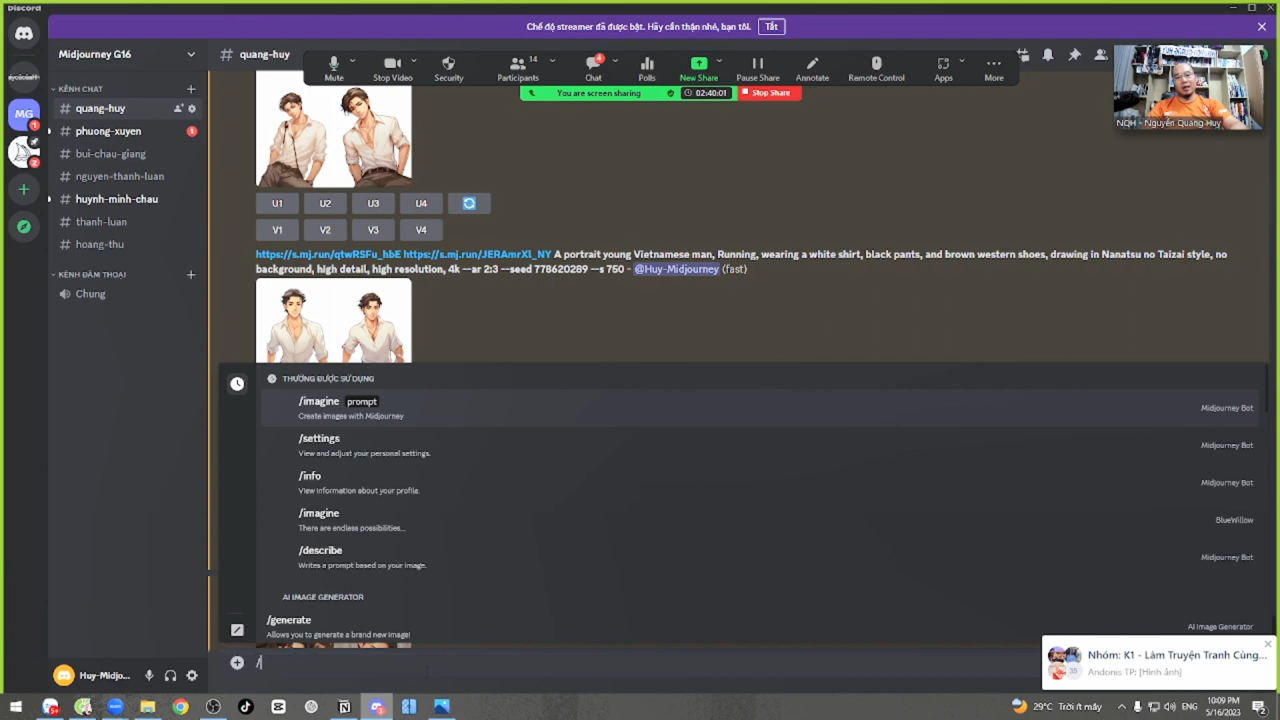 Discord
Chế độ streamer đã được bật. Hãy cẩn thận nhé, bạn tôi.
Tắt
Midjourney G16
quang-huy
Mute
Stop Video
Security
Participants
14
Chat
4
Polls
New Share
Pause Share
Annotate
Remote Control
Apps
More
You are screen sharing
02:40:01
Stop Share
NQH - Nguyễn Quang Huy
KÊNH CHAT
quang-huy
phuong-xuyen
1
bui-chau-giang
nguyen-thanh-luan
huynh-minh-chau
thanh-luan
hoang-thu
KÊNH ĐÀM THOẠI
Chung
MG
1
2
U1
U2
U3
U4
V1
V2
V3
V4
https://s.mj.run/qtwRSFu_hbE https://s.mj.run/JERAmrXl_NY A portrait young Vietnamese man, Running, wearing a white shirt, black pants, and brown western shoes, drawing in Nanatsu no Taizai style, no
background, high detail, high resolution, 4k --ar 2:3 --seed 778620289 --s 750 - @Huy-Midjourney (fast)
THƯỜNG ĐƯỢC SỬ DỤNG
/imagine prompt
Create images with Midjourney
Midjourney Bot
/settings
View and adjust your personal settings.
Midjourney Bot
/info
View information about your profile.
Midjourney Bot
/imagine
There are endless possibilities...
BlueWillow
/describe
Writes a prompt based on your image.
Midjourney Bot
AI IMAGE GENERATOR
/generate
Allows you to generate a brand new image!
AI Image Generator
/
Huy-Midjo...
Nhóm: K1 - Làm Truyện Tranh Cùng...
Andonis TP: [Hình ảnh]
35
29°C Trời ít mây
ENG
10:09 PM
5/16/2023